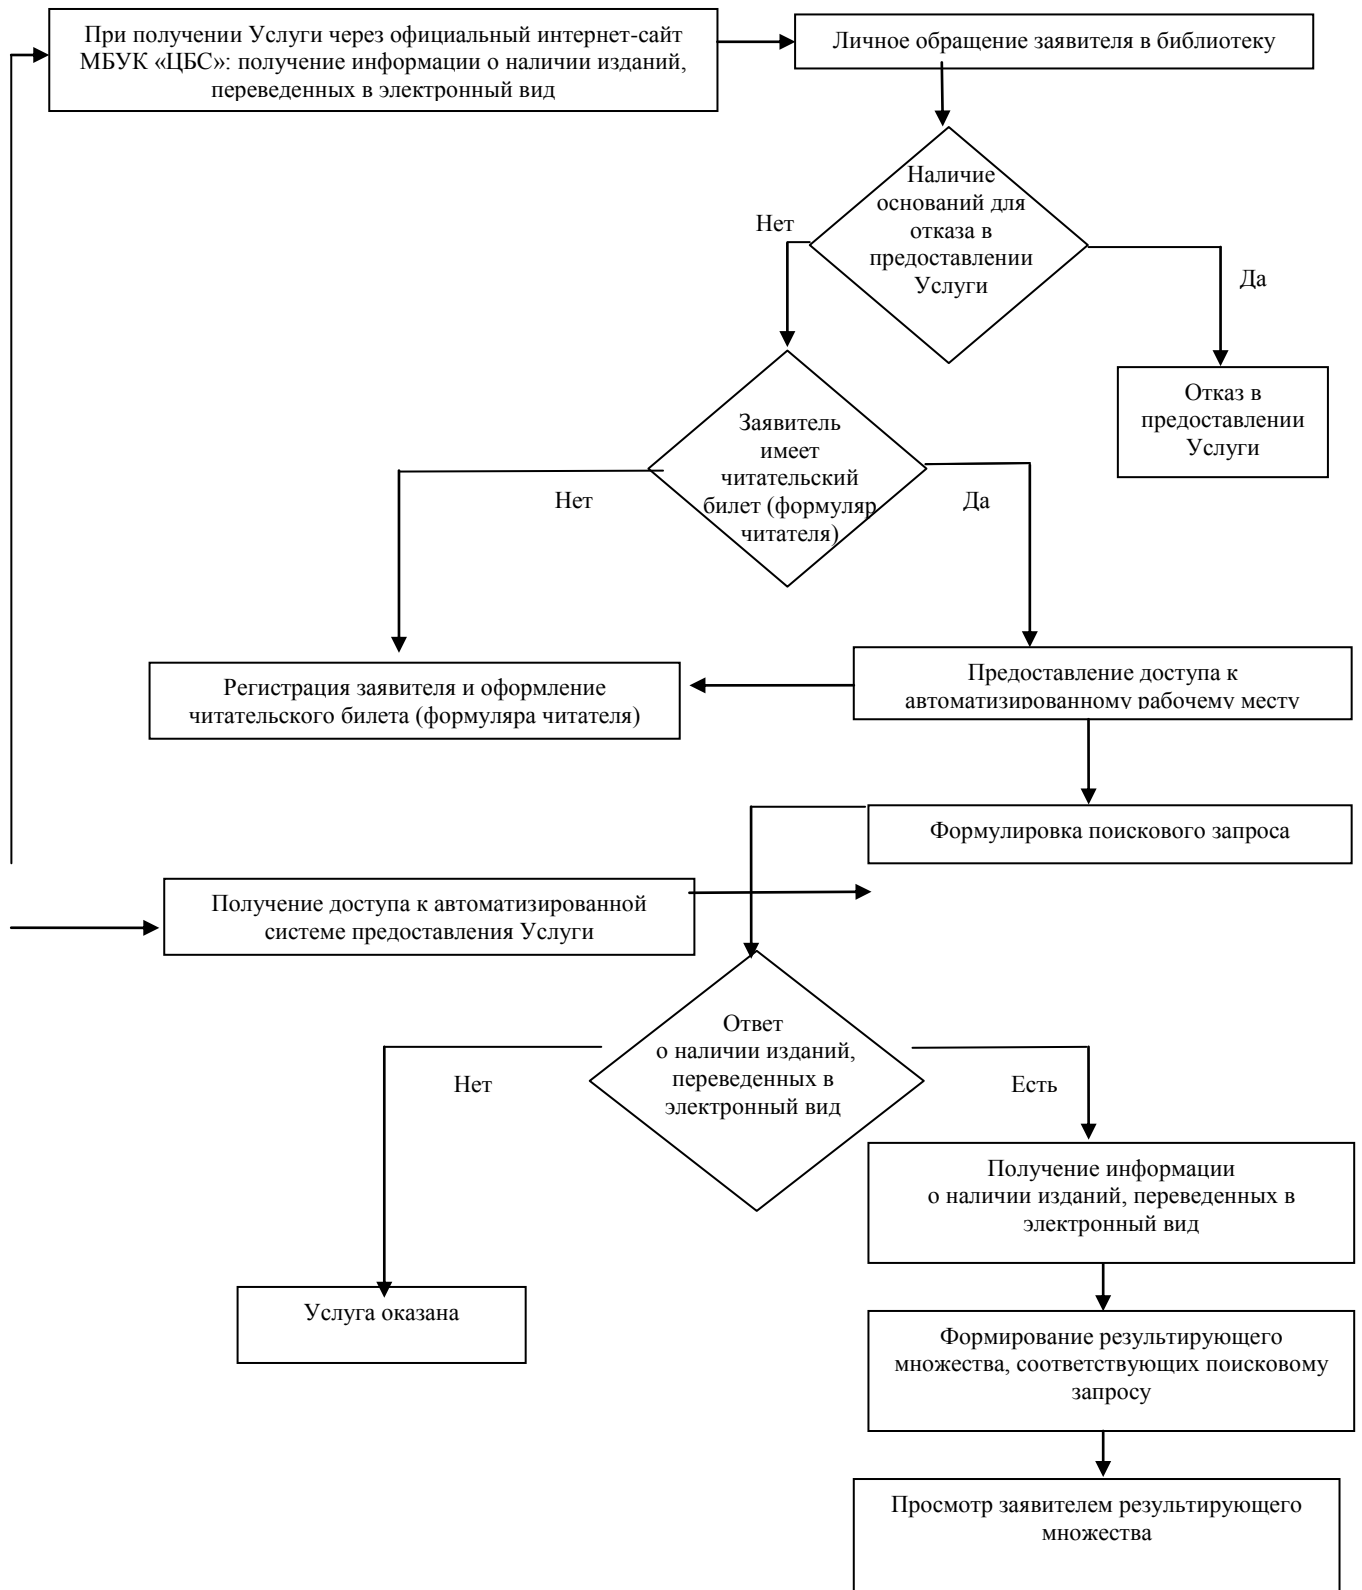 При получении Услуги через официальный интернет-сайт
МБУК «ЦБС»: получение информации о наличии изданий,
переведенных в электронный вид
Личное обращение заявителя в библиотеку
Наличие
оснований для
отказа в
предоставлении
Услуги
Нет
Да
Отказ в
предоставлении
Услуги
Заявитель
имеет
читательский
билет (формуляр
читателя)
Нет
Да
Регистрация заявителя и оформление
читательского билета (формуляра читателя)
Предоставление доступа к
автоматизированному рабочему месту
Формулировка поискового запроса
Получение доступа к автоматизированной
системе предоставления Услуги
Ответ
о наличии изданий,
переведенных в
электронный вид
Нет
Есть
Получение информации
о наличии изданий, переведенных в
электронный вид
Услуга оказана
Формирование результирующего
множества, соответствующих поисковому
запросу
Просмотр заявителем результирующего
множества